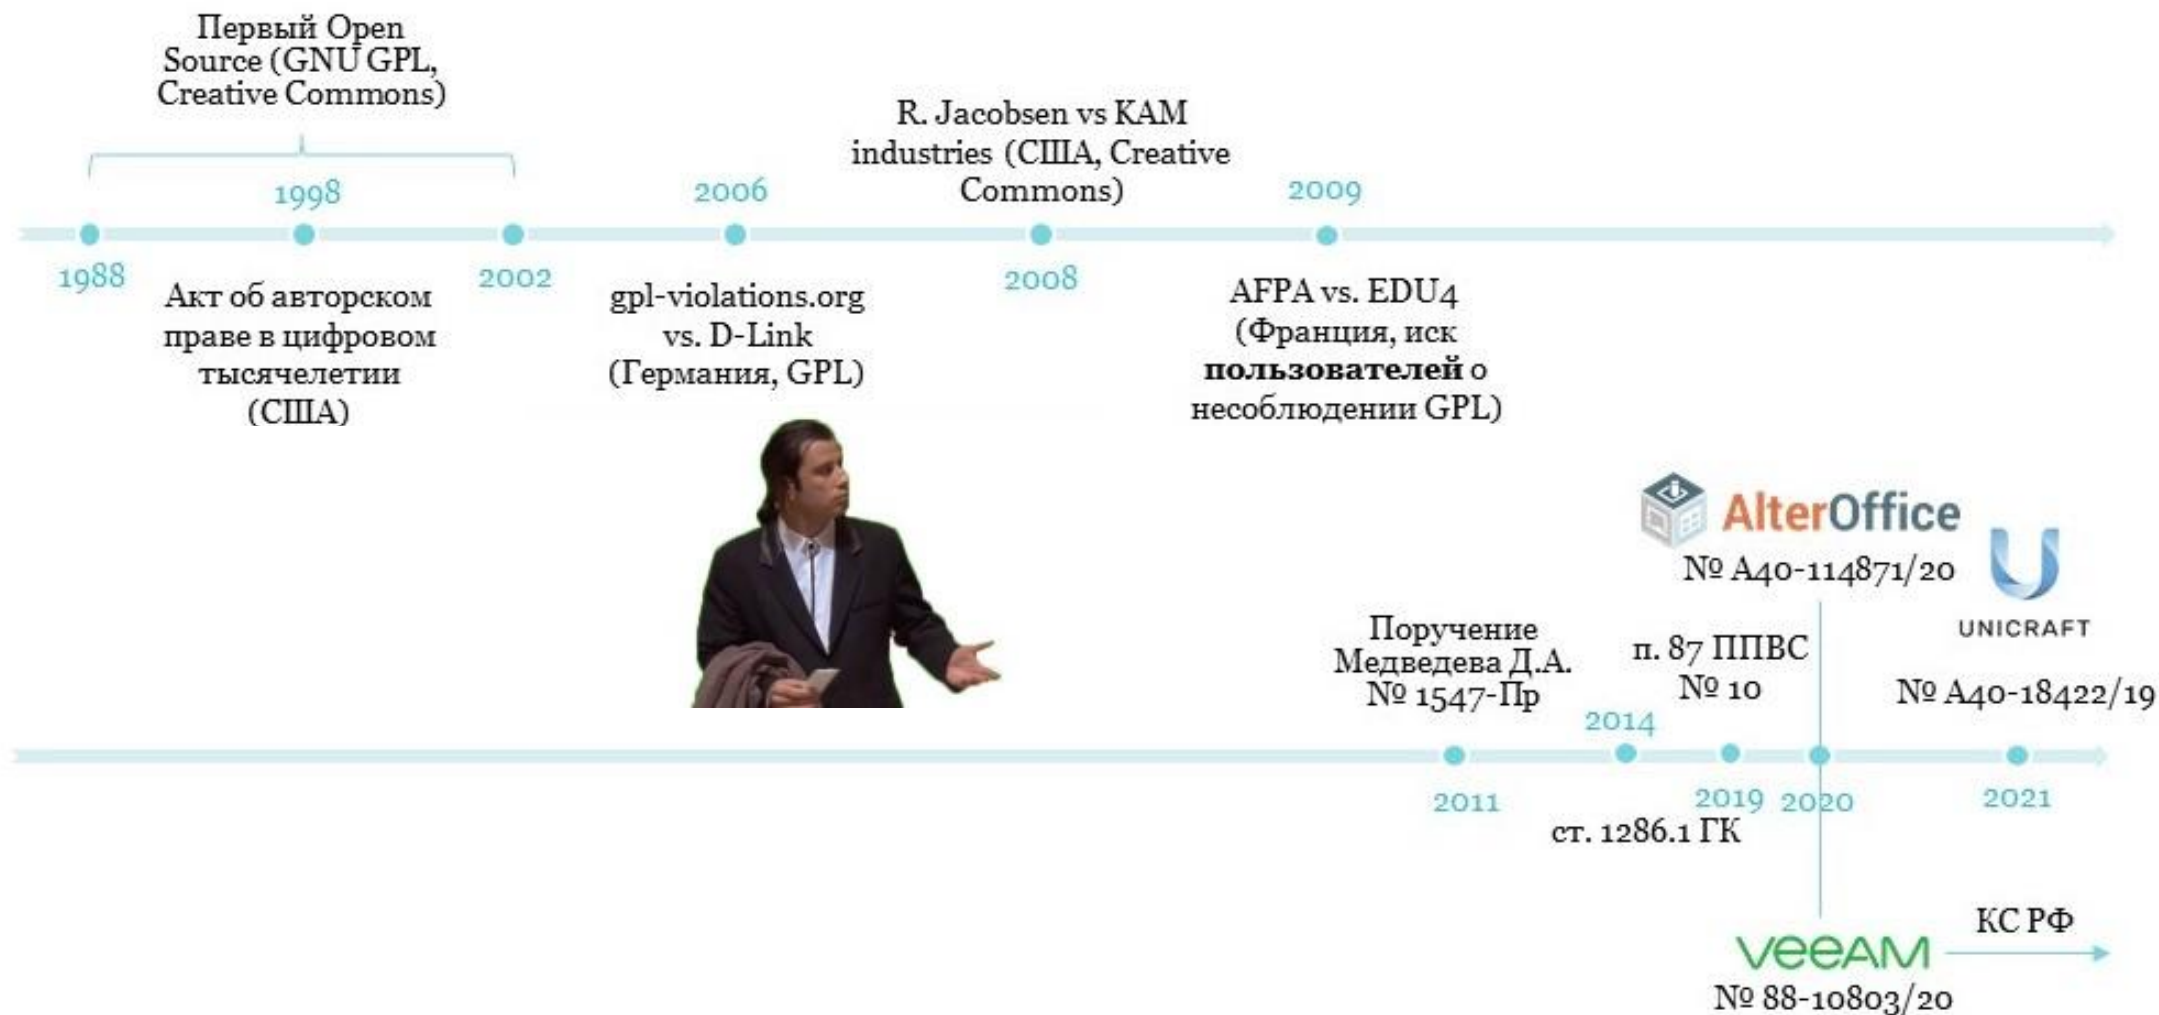 Первый Open
Source (GNU GPL,
Creative Commons)
R. Jacobsen vs KAM
industries (США, Creative
Commons)
1998
2006
2009
1988
2002
2008
Акт об авторском
праве в цифровом
тысячелетии
(США)
gpl-violations.org
vs. D-Link
(Германия, GPL)
AFPA vs. EDU4
(Франция, иск
пользователей о
несоблюдении GPL)
AlterOffice
№ А40-114871/20
UNICRAFT
Поручение
Медведева Д.А.
№ 1547-Пр
п. 87 ППВС
№ 10
№ А40-18422/19
2014
2011
2019
2020
2021
ст. 1286.1 ГК
КС РФ
veeAM
№ 88-10803/20